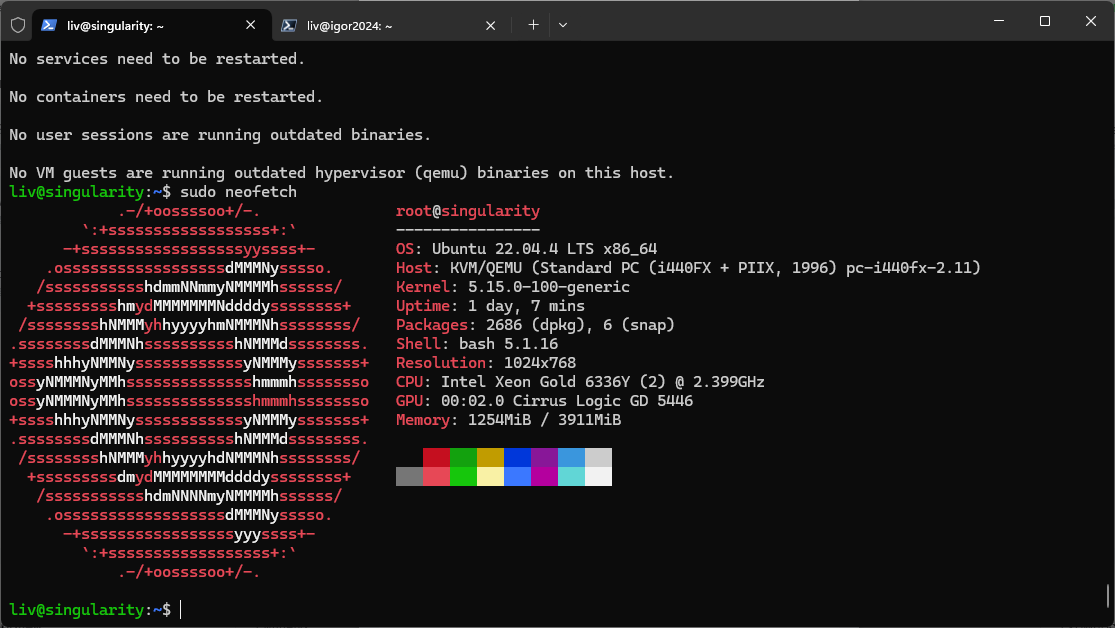 liv@singularity: ~
liv@igor2024: ~
No services need to be restarted.
No containers need to be restarted.
No user sessions are running outdated binaries.
No VM guests are running outdated hypervisor (qemu) binaries on this host.
liv@singularity:~$ sudo neofetch
.-/+oossssoo+/-. root@singularity
`:+ssssssssssssssssss+:` ----------------
-+ssssssssssssssssssyyssss+- OS: Ubuntu 22.04.4 LTS x86_64
.ossssssssssssssssssdMMMNysssso. Host: KVM/QEMU (Standard PC (i440FX + PIIX, 1996) pc-i440fx-2.11)
/ssssssssssshdmmNNmmyNMMMMhssssss/ Kernel: 5.15.0-100-generic
+ssssssssshmydMMMMMMMNddddyssssssss+ Uptime: 1 day, 7 mins
/sssssssshNMMMyhhyyyyhmNMMMNhssssssss/ Packages: 2686 (dpkg), 6 (snap)
.ssssssssdMMMNhsssssssssshNMMMdssssssss. Shell: bash 5.1.16
+sssshhhyNMMNyssssssssssssyNMMMysssssss+ Resolution: 1024x768
ossyNMMMNyMMhsssssssssssssshmmmhssssssso CPU: Intel Xeon Gold 6336Y (2) @ 2.399GHz
ossyNMMMNyMMhsssssssssssssshmmmhssssssso GPU: 00:02.0 Cirrus Logic GD 5446
+sssshhhyNMMNyssssssssssssyNMMMysssssss+ Memory: 1254MiB / 3911MiB
.ssssssssdMMMNhsssssssssshNMMMdssssssss.
/sssssssshNMMMyhhyyyyhdNMMMNhssssssss/
+sssssssssdmydMMMMMMMMddddyssssssss+
/ssssssssssshdmNNNNmyNMMMMhssssss/
.ossssssssssssssssssdMMMNysssso.
-+sssssssssssssssssyyyssss+-
`:+ssssssssssssssssss+:`
.-/+oossssoo+/-.
liv@singularity:~$